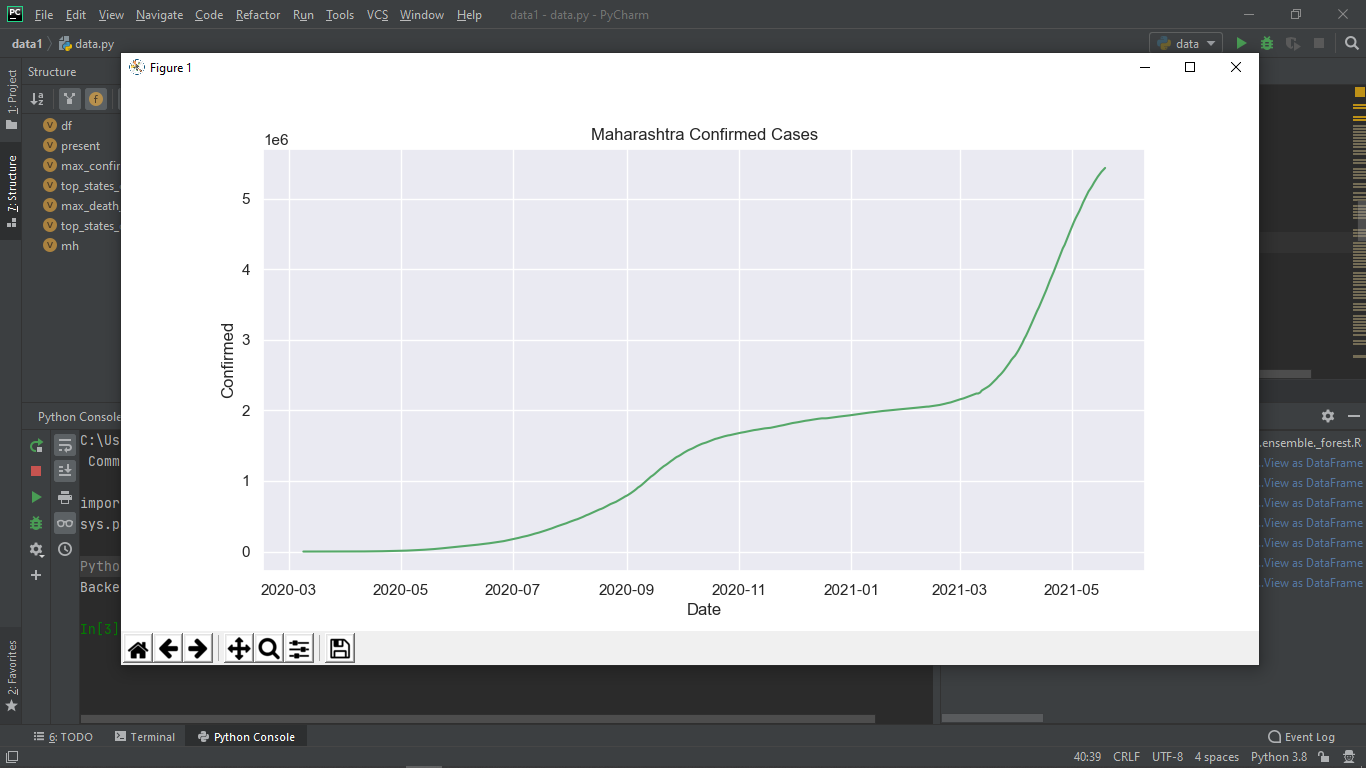 PC File Edit View Navigate Code Refactor Run Tools VCS Window Help data1 - data.py - PyCharm
data1 data.py data
1: Project
7: Structure
2: Favorites
Structure
df
present
max_confir
top_states_
max_death_
top_states_
mh
Figure 1
Maharashtra Confirmed Cases
1e6
5
4
3
2
1
0
Confirmed
2020-03 2020-05 2020-07 2020-09 2020-11 2021-01 2021-03 2021-05
Date
Python Console
C:\Us
Comm
impor
sys.p
Pytho
Backe
In[3]
.ensemble._forest.R
...View as DataFrame
...View as DataFrame
...View as DataFrame
...View as DataFrame
...View as DataFrame
...View as DataFrame
...View as DataFrame
6: TODO Terminal Python Console Event Log
40:39 CRLF UTF-8 4 spaces Python 3.8